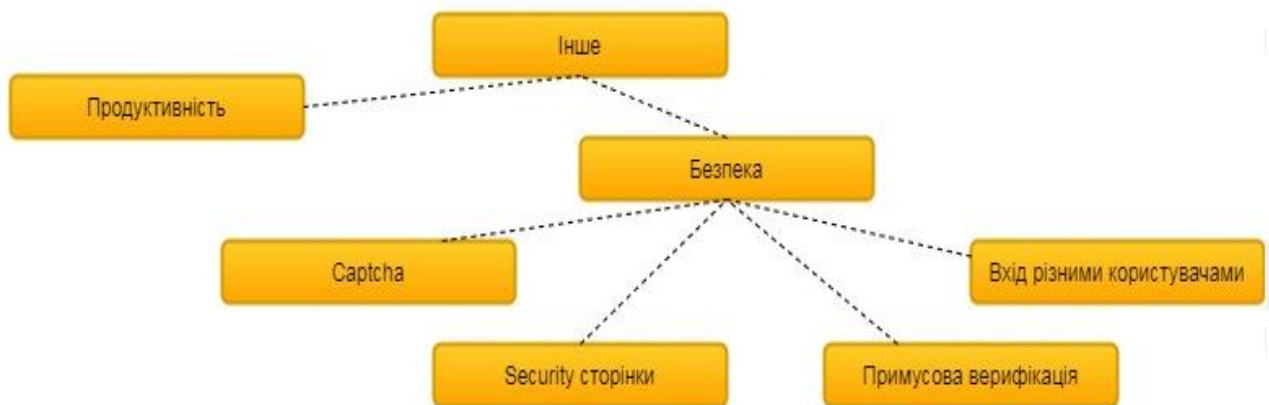 Інше
Продуктивність
Безпека
Captcha
Вхід різними користувачами
Security сторінки
Примусова верифікація